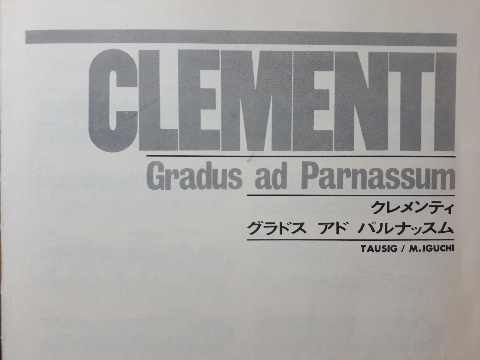 CLEMENTI
Gradus ad Parnassum
クレメンティ
グラドス アド パルナッスム
TAUSIG / M.IGUCHI